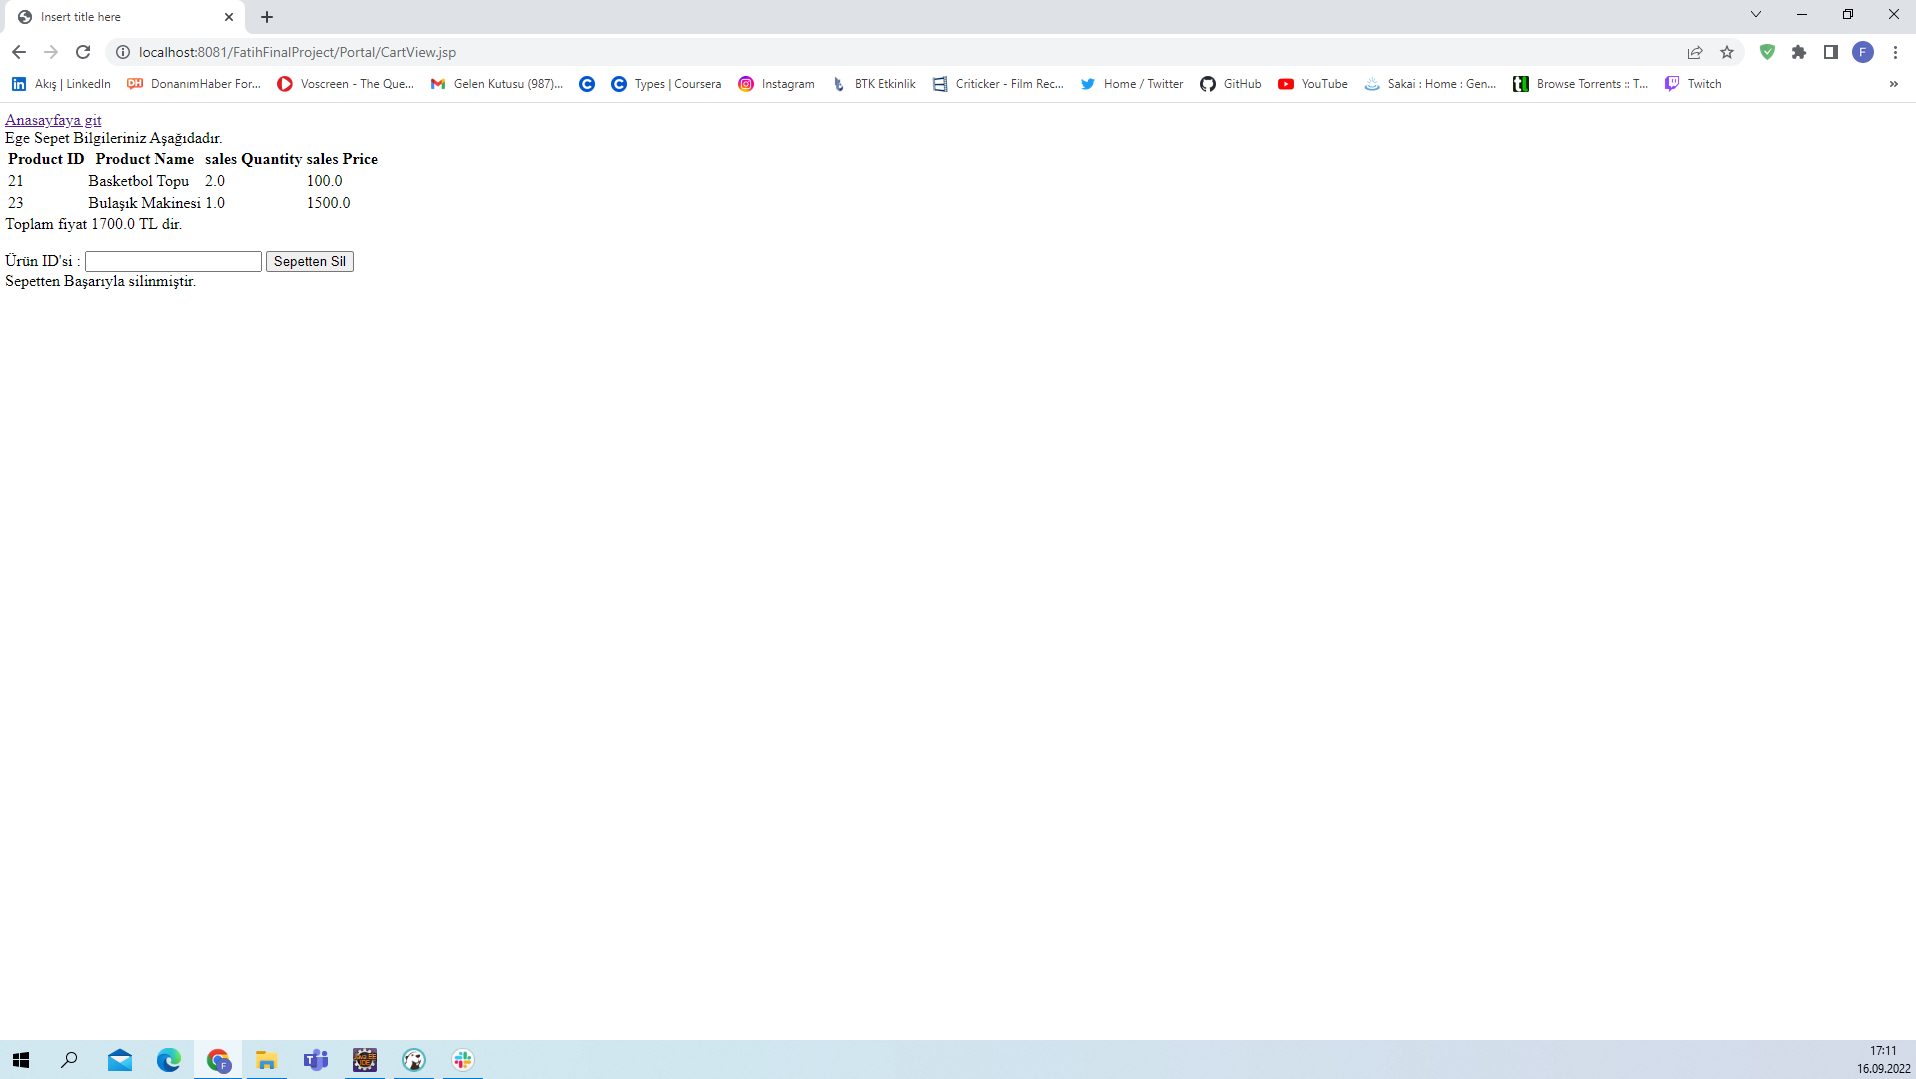 Insert title here
localhost:8081/FatihFinalProject/Portal/CartView.jsp
F
Akış | LinkedIn DonanımHaber For... Voscreen - The Que... Gelen Kutusu (987)... Types | Coursera Instagram BTK Etkinlik Criticker - Film Rec... Home / Twitter GitHub YouTube Sakai : Home : Gen... Browse Torrents :: T... Twitch »
Anasayfaya git
Ege Sepet Bilgileriniz Aşağıdadır.
Product ID Product Name sales Quantity sales Price
21 Basketbol Topu 2.0 100.0
23 Bulaşık Makinesi 1.0 1500.0
Toplam fiyat 1700.0 TL dir.
Ürün ID'si : Sepetten Sil
Sepetten Başarıyla silinmiştir.
17:11
16.09.2022